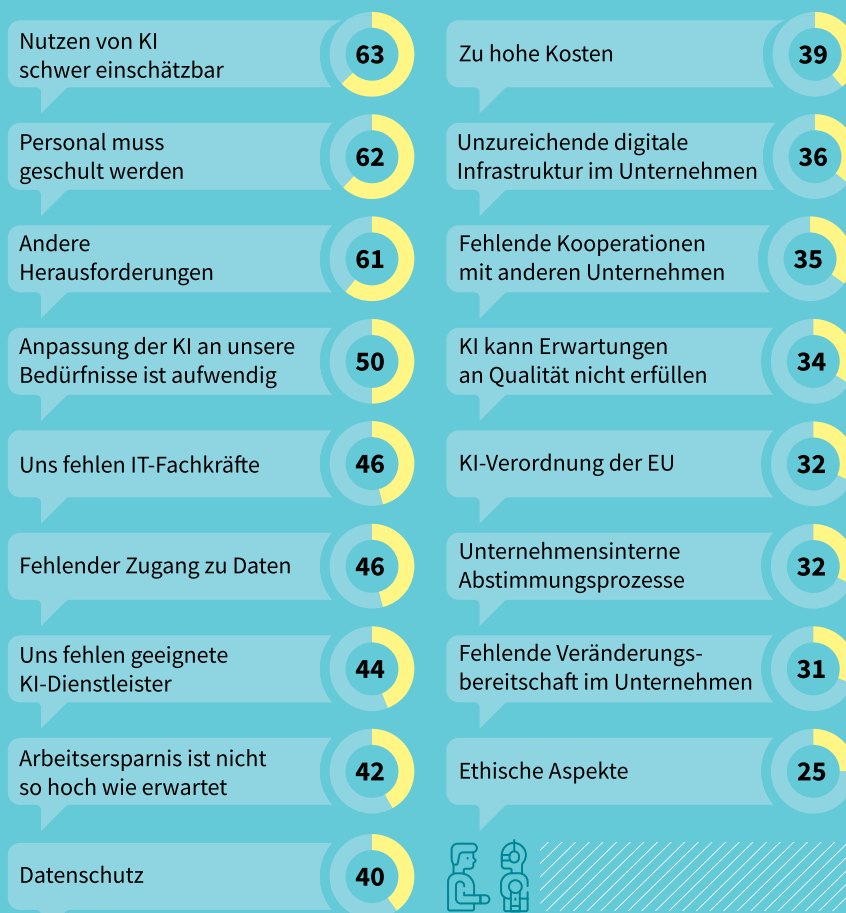 Nutzen von KI
schwer einschätzbar
63
Personal muss
geschult werden
62
Andere
Herausforderungen
61
Anpassung der KI an unsere
Bedürfnisse ist aufwendig
50
Uns fehlen IT-Fachkräfte
46
Fehlender Zugang zu Daten
46
Uns fehlen geeignete
KI-Dienstleister
44
Arbeitsersparnis ist nicht
so hoch wie erwartet
42
Datenschutz
40
Zu hohe Kosten
39
Unzureichende digitale
Infrastruktur im Unternehmen
36
Fehlende Kooperationen
mit anderen Unternehmen
35
KI kann Erwartungen
an Qualität nicht erfüllen
34
KI-Verordnung der EU
32
Unternehmensinterne
Abstimmungsprozesse
32
Fehlende Veränderungs-
bereitschaft im Unternehmen
31
Ethische Aspekte
25